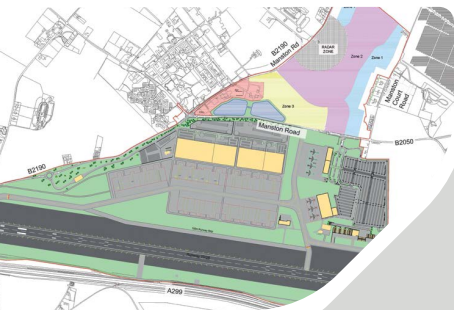 B2190
Manston Rd
RADAR
ZONE
Zone 2
Zone 1
Manston
Court
Road
Zone 3
Manston Road
B2050
B2190
A299